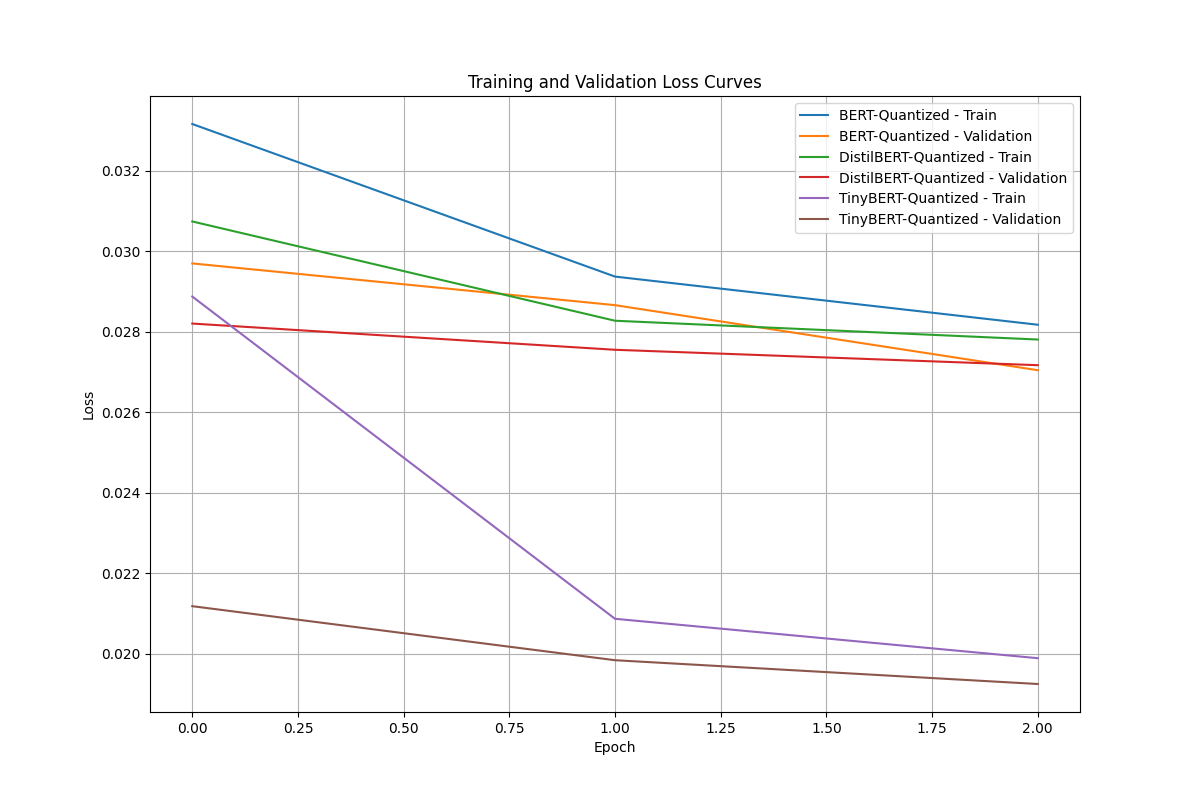 Training and Validation Loss Curves
BERT-Quantized - Train
BERT-Quantized - Validation
DistilBERT-Quantized - Train
DistilBERT-Quantized - Validation
TinyBERT-Quantized - Train
TinyBERT-Quantized - Validation
Loss
0.032
0.030
0.028
0.026
0.024
0.022
0.020
0.00 0.25 0.50 0.75 1.00 1.25 1.50 1.75 2.00
Epoch